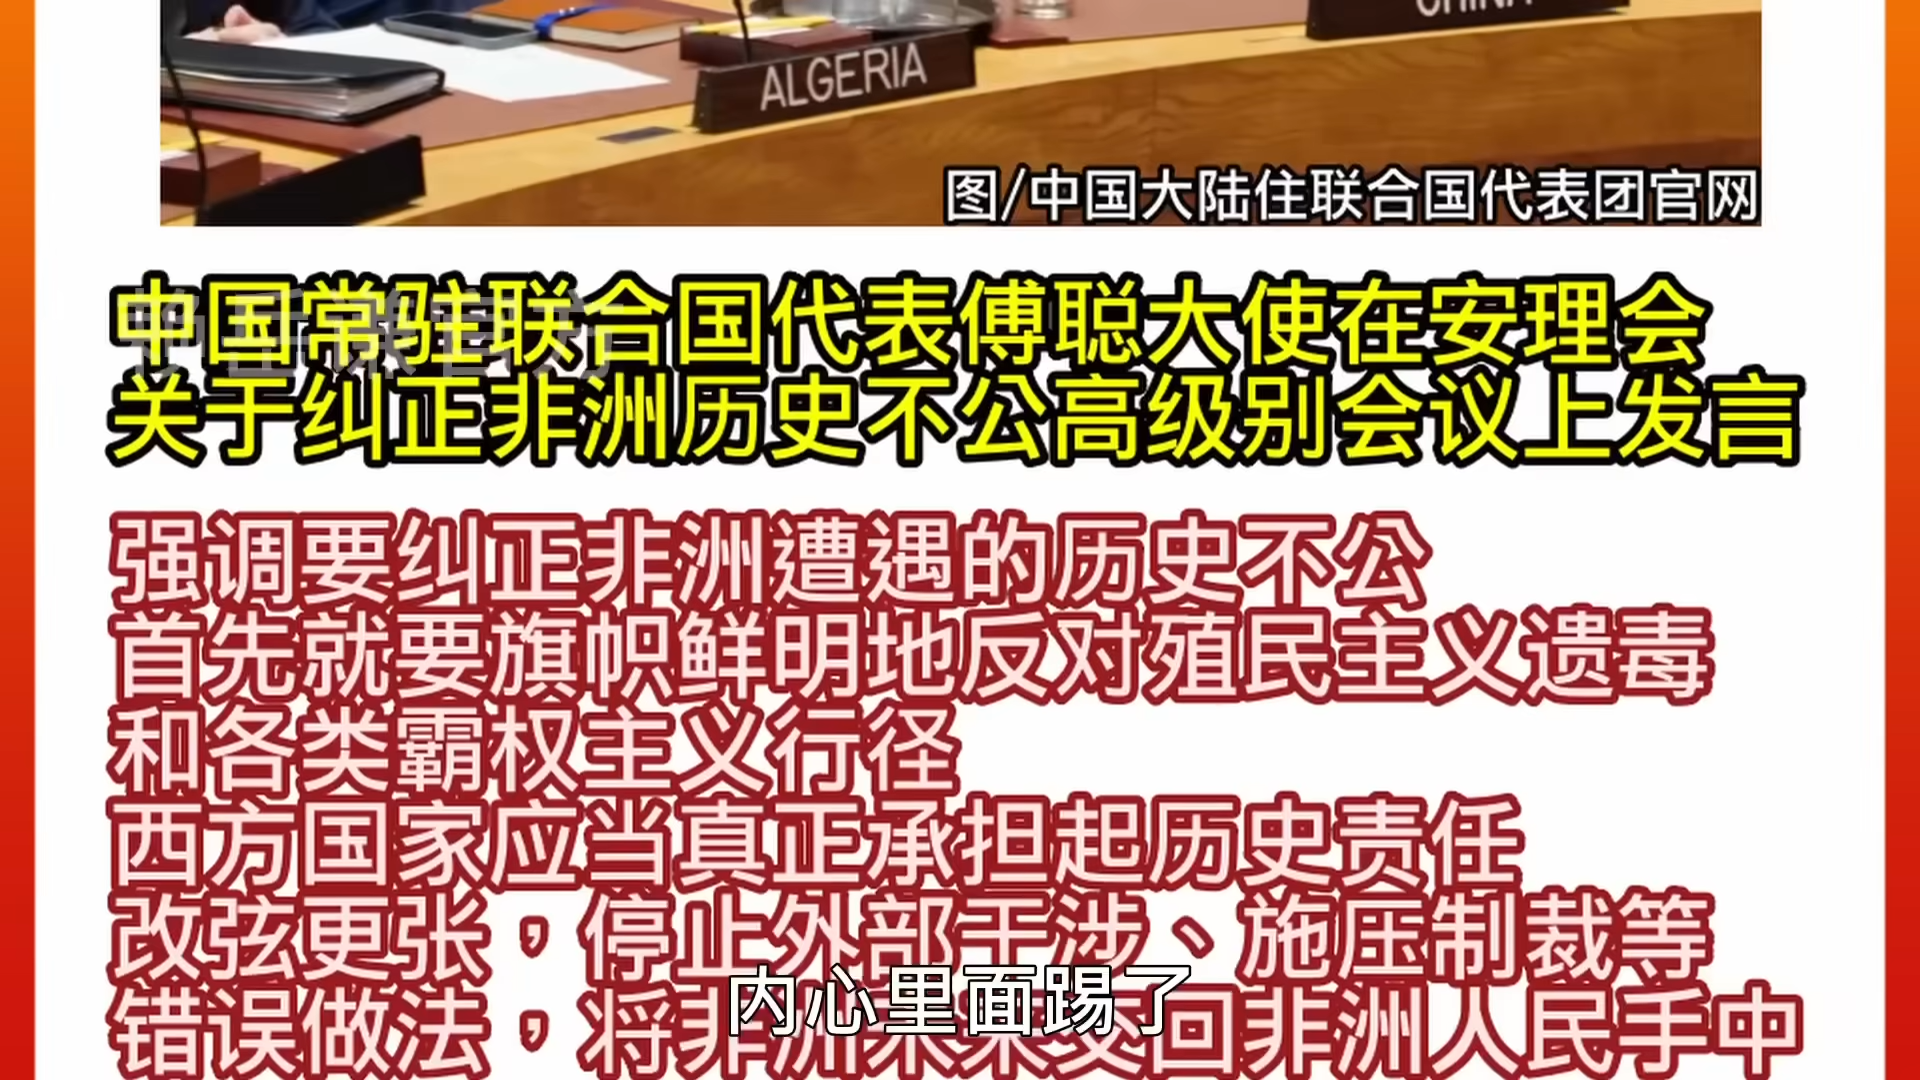 CHINA
ALGERIA
图/中国大陆住联合国代表团官网
中国常驻联合国代表傅聪大使在安理会
关于纠正非洲历史不公高级别会议上发言
强调要纠正非洲遭遇的历史不公
首先就要旗帜鲜明地反对殖民主义遗毒
和各类霸权主义行径
西方国家应当真正承担起历史责任
改弦更张，停止外部干涉、施压制裁等
错误做法，将非洲未来交回非洲人民手中
内心里面踢了